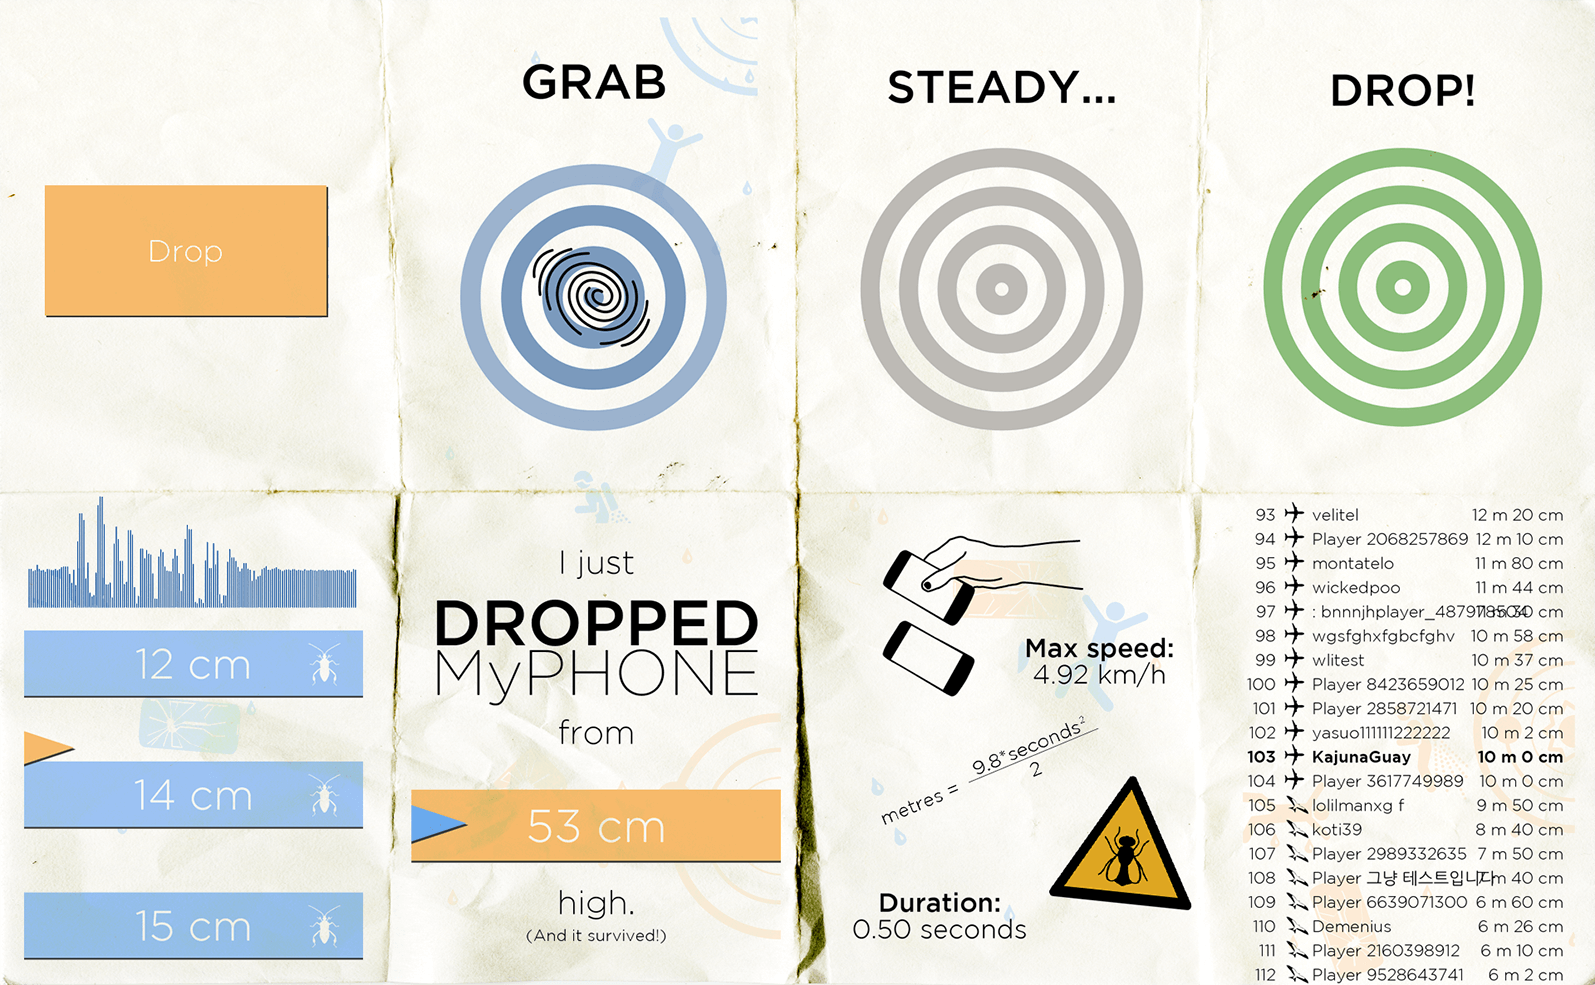 Drop
GRAB
STEADY...
DROP!
12 cm
14 cm
15 cm
I just
DROPPED
MyPHONE
from
53 cm
high.
(And it survived!)
Max speed:
4.92 km/h
metres = 9.8*seconds² / 2
Duration:
0.50 seconds
93 velitel 12 m 20 cm
94 Player 2068257869 12 m 10 cm
95 montatelo 11 m 80 cm
96 wickedpoo 11 m 44 cm
97 : bnnnjhplayer_487978504 11 m 30 cm
98 wgsfghxfgbcfghv 10 m 58 cm
99 wlitest 10 m 37 cm
100 Player 8423659012 10 m 25 cm
101 Player 2858721471 10 m 20 cm
102 yasuo111111222222 10 m 2 cm
103 KajunaGuay 10 m 0 cm
104 Player 3617749989 10 m 0 cm
105 lolilmanxg f 9 m 50 cm
106 koti39 8 m 40 cm
107 Player 2989332635 7 m 50 cm
108 Player 그냥 테스트입니다 7 m 40 cm
109 Player 6639071300 6 m 60 cm
110 Demenius 6 m 26 cm
111 Player 2160398912 6 m 10 cm
112 Player 9528643741 6 m 2 cm